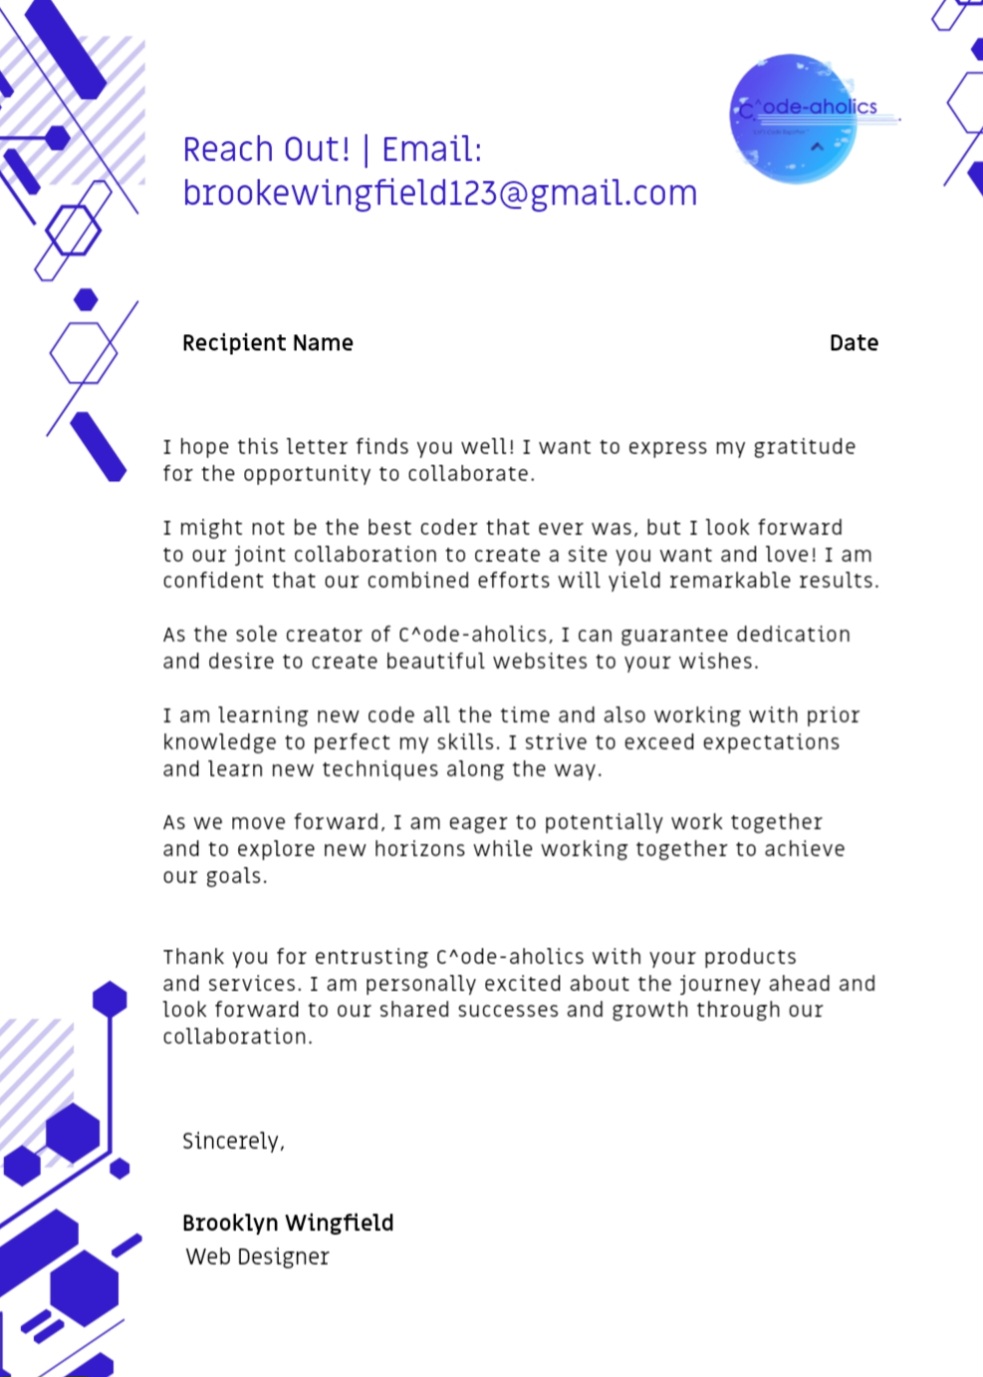 C^ode-aholics
Reach Out! | Email:
brookewingfield123@gmail.com
Recipient Name Date
I hope this letter finds you well! I want to express my gratitude
for the opportunity to collaborate.
I might not be the best coder that ever was, but I look forward
to our joint collaboration to create a site you want and love! I am
confident that our combined efforts will yield remarkable results.
As the sole creator of C^ode-aholics, I can guarantee dedication
and desire to create beautiful websites to your wishes.
I am learning new code all the time and also working with prior
knowledge to perfect my skills. I strive to exceed expectations
and learn new techniques along the way.
As we move forward, I am eager to potentially work together
and to explore new horizons while working together to achieve
our goals.
Thank you for entrusting C^ode-aholics with your products
and services. I am personally excited about the journey ahead and
look forward to our shared successes and growth through our
collaboration.
Sincerely,
Brooklyn Wingfield
Web Designer